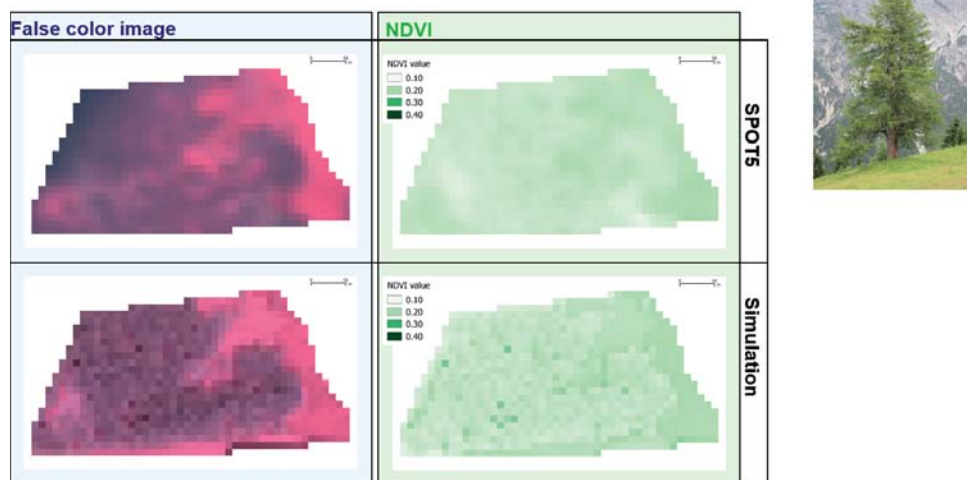 False color image
NDVI
NDVI value
0.10
0.20
0.30
0.40
SPOT5
NDVI value
0.10
0.20
0.30
0.40
Simulation